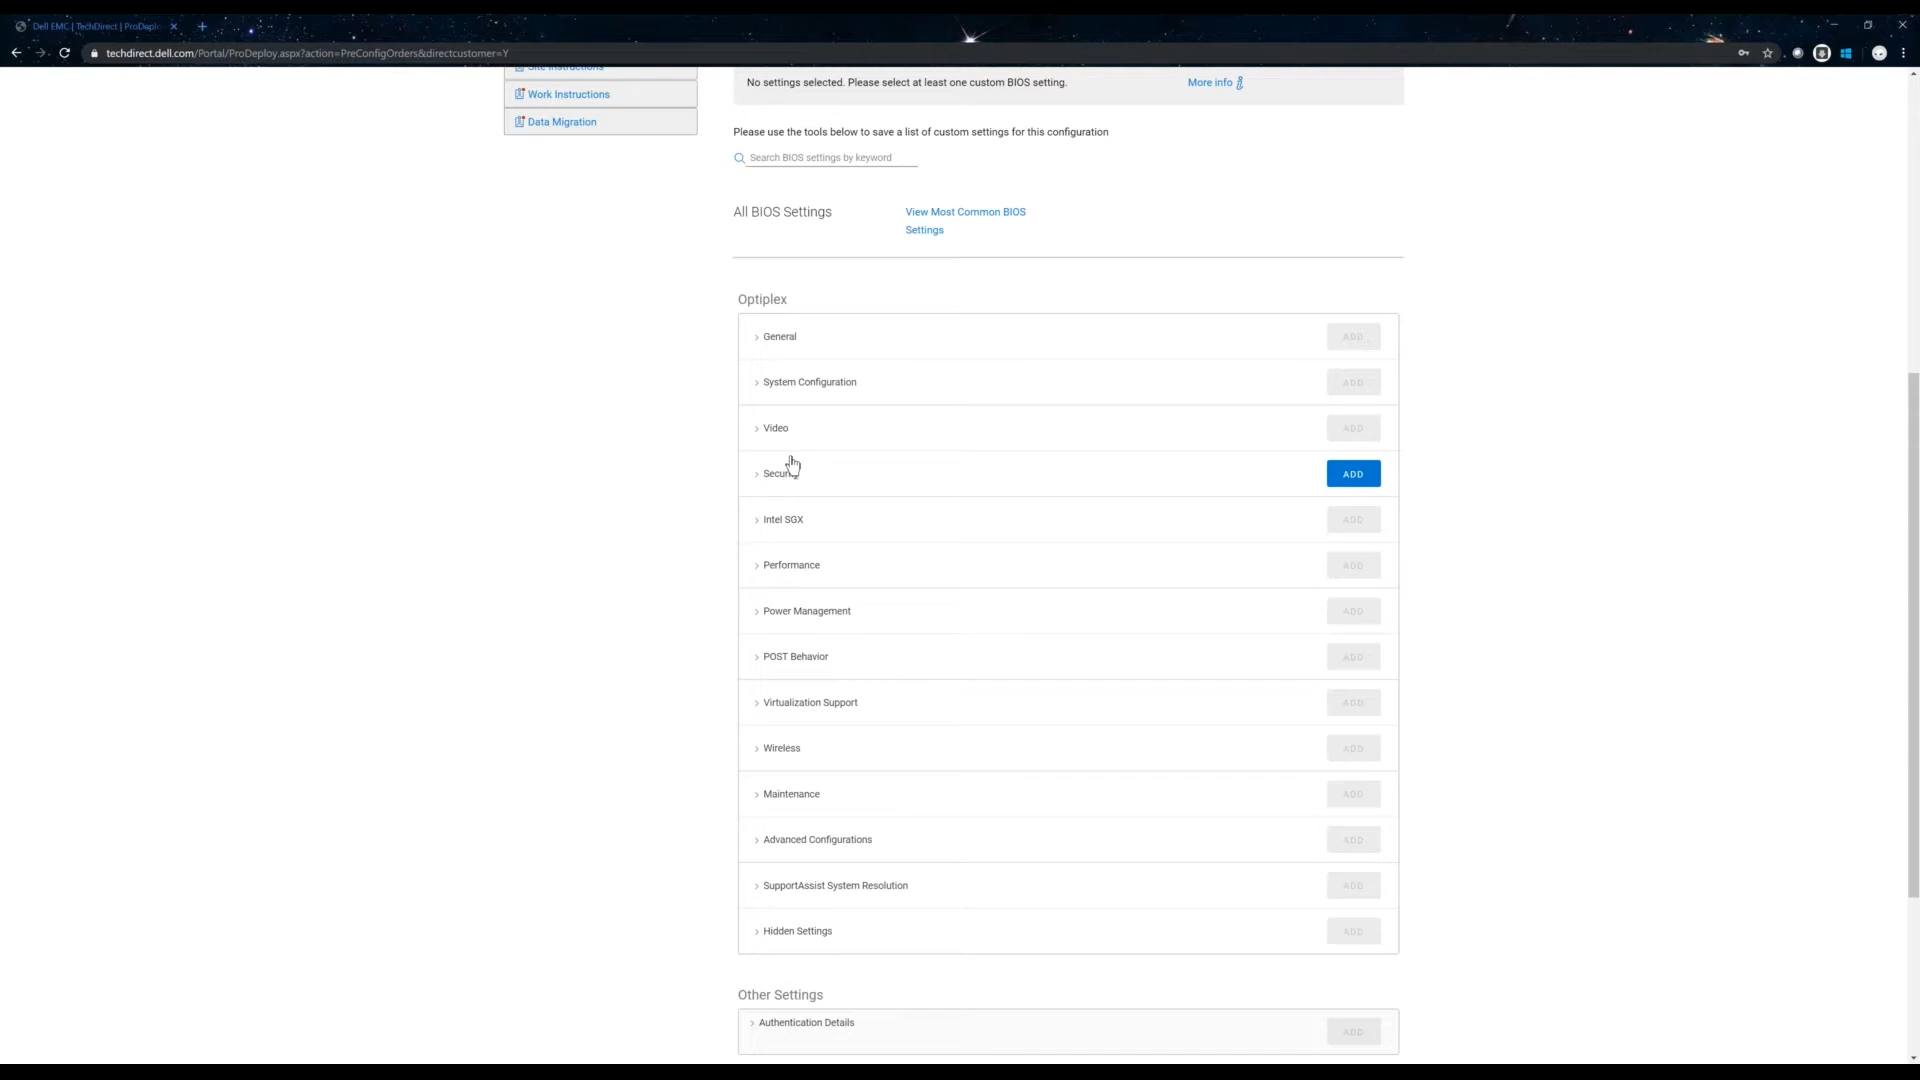 Dell EMC | TechDirect | ProDeplo
techdirect.dell.com/Portal/ProDeploy.aspx?action=PreConfigOrders&directcustomer=Y
Site Instructions
No settings selected. Please select at least one custom BIOS setting.
More info
Work Instructions
Data Migration
Please use the tools below to save a list of custom settings for this configuration
Search BIOS settings by keyword
All BIOS Settings
View Most Common BIOS
Settings
Optiplex
General
ADD
System Configuration
ADD
Video
ADD
Securi
ADD
Intel SGX
ADD
Performance
ADD
Power Management
ADD
POST Behavior
ADD
Virtualization Support
ADD
Wireless
ADD
Maintenance
ADD
Advanced Configurations
ADD
SupportAssist System Resolution
ADD
Hidden Settings
ADD
Other Settings
Authentication Details
ADD